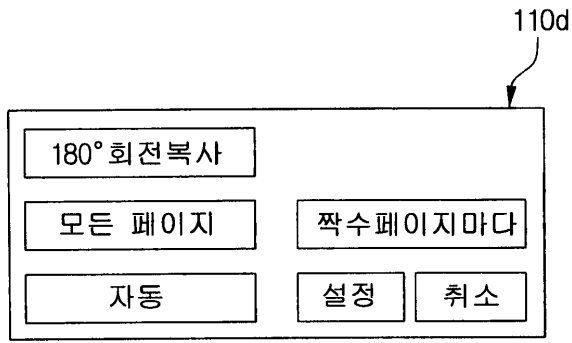 110d
180°회전복사
모든 페이지
짝수페이지마다
자동
설정
취소